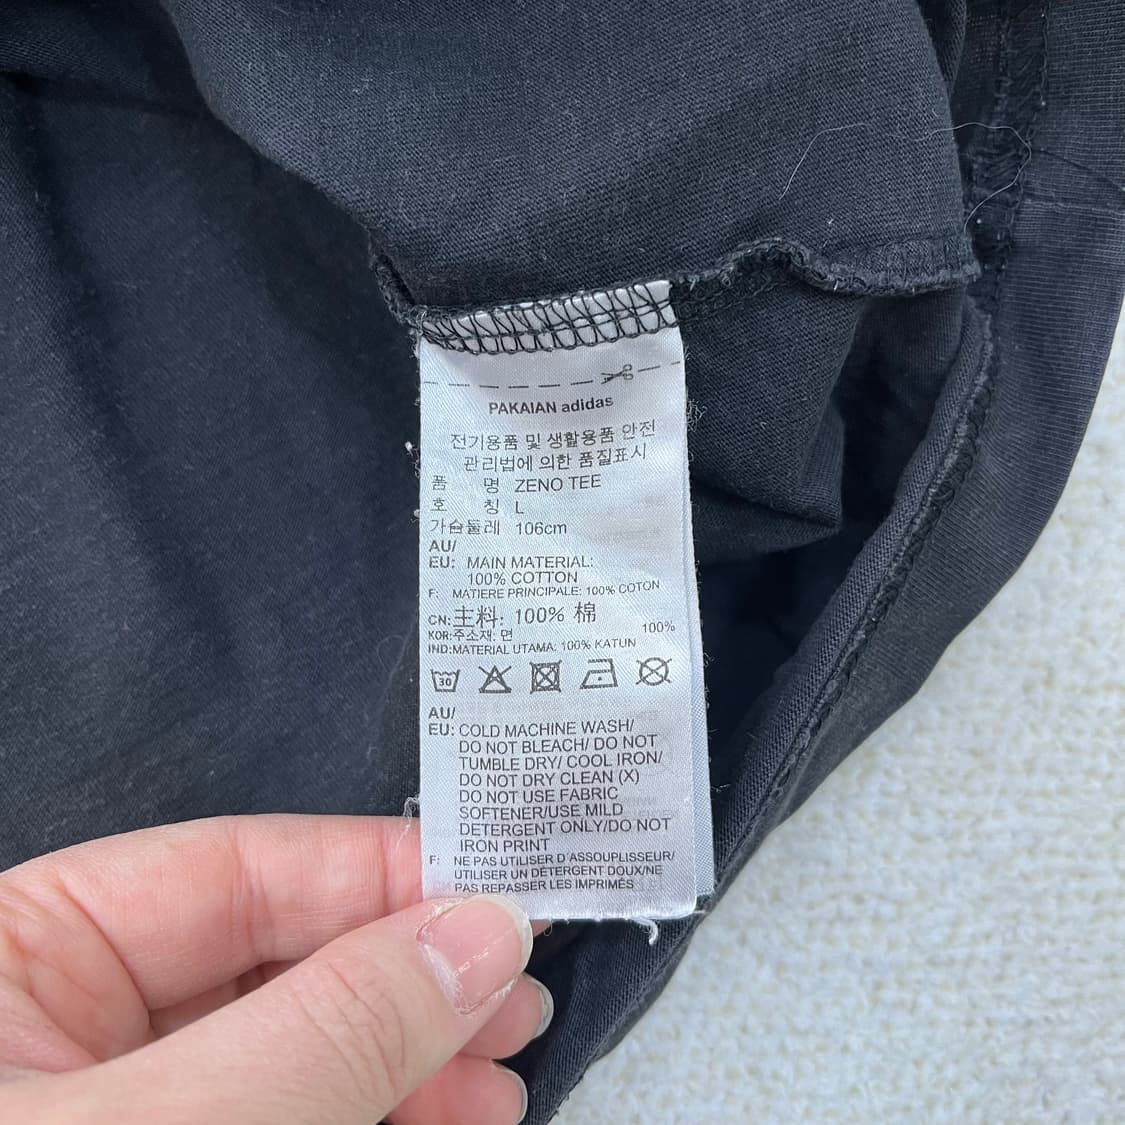 PAKAIAN adidas
전기용품 및 생활용품 안전
관리법에 의한 품질표시
품 명 ZENO TEE
호 칭 L
가슴둘레 106cm
AU/
EU: MAIN MATERIAL:
100% COTTON
F: MATIERE PRINCIPALE: 100% COTON
CN:主料: 100% 棉
KOR:주소재: 면 100%
IND:MATERIAL UTAMA: 100% KATUN
30
AU/
EU: COLD MACHINE WASH/
DO NOT BLEACH/ DO NOT
TUMBLE DRY/ COOL IRON/
DO NOT DRY CLEAN (X)
DO NOT USE FABRIC
SOFTENER/USE MILD
DETERGENT ONLY/DO NOT
IRON PRINT
F: NE PAS UTILISER D'ASSOUPLISSEUR/
UTILISER UN DÉTERGENT DOUX/NE
PAS REPASSER LES IMPRIMÉS